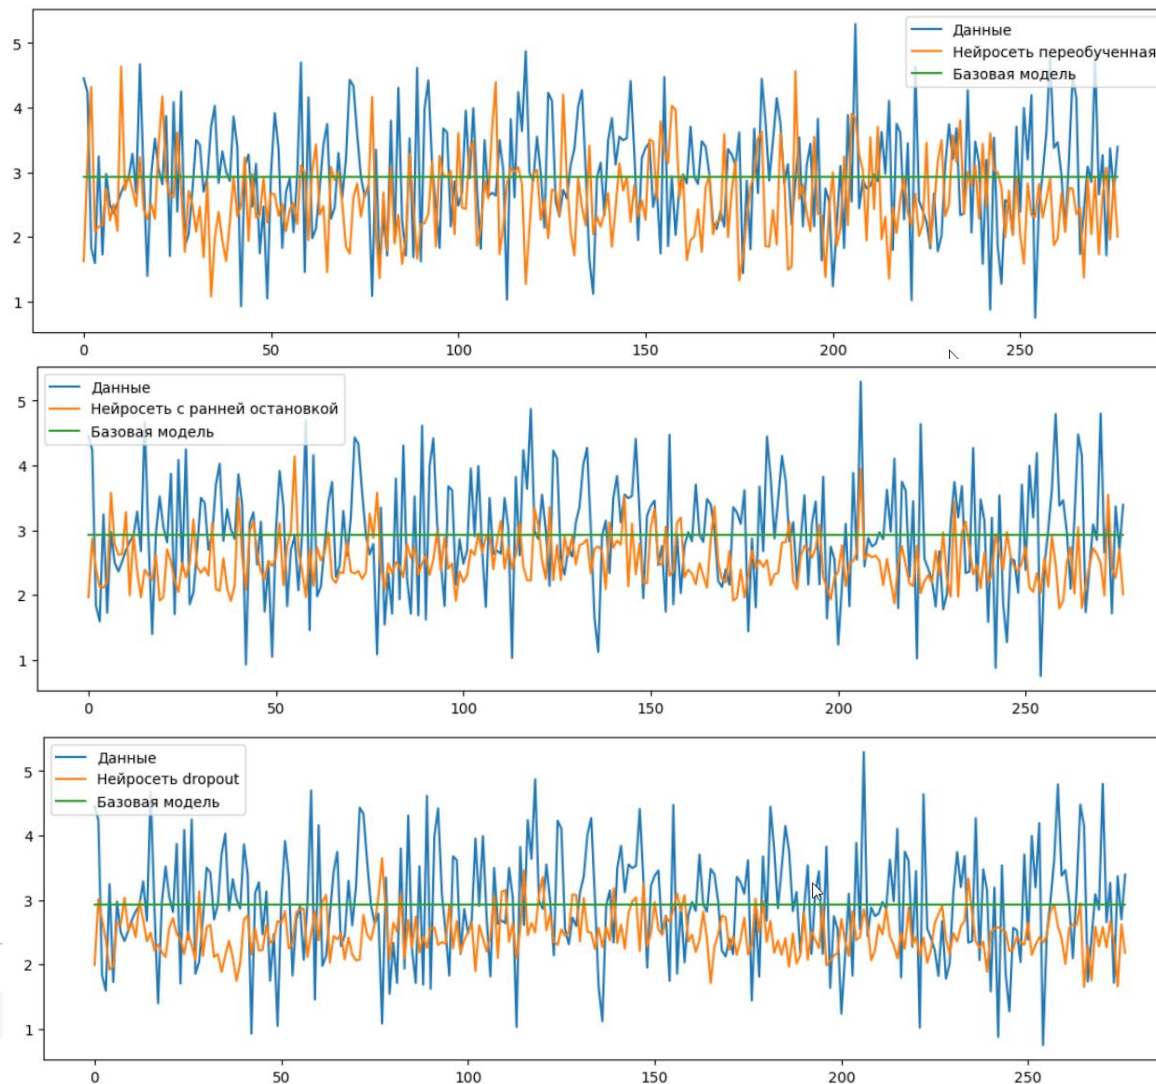 Данные
Нейросеть переобученная
Базовая модель
5
4
3
2
1
0 50 100 150 200 250
Данные
Нейросеть с ранней остановкой
Базовая модель
5
4
3
2
1
0 50 100 150 200 250
Данные
Нейросеть dropout
Базовая модель
5
4
3
2
1
0 50 100 150 200 250